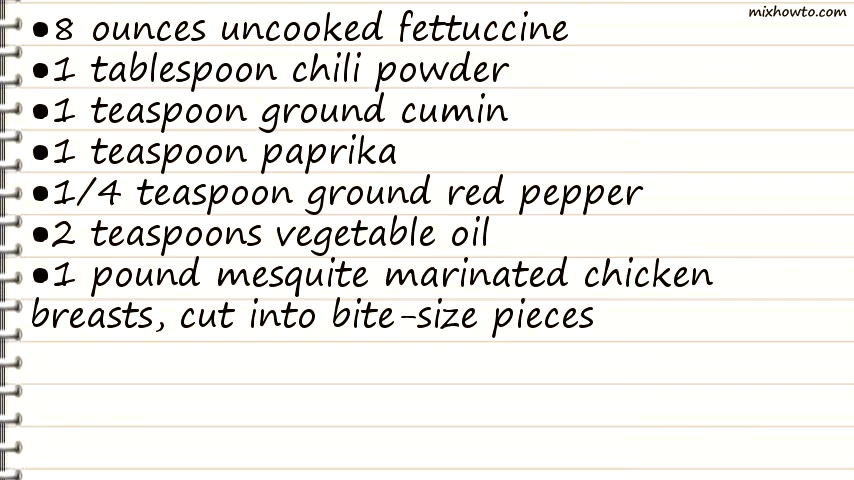 mixhowto.com
•8 ounces uncooked fettuccine
•1 tablespoon chili powder
•1 teaspoon ground cumin
•1 teaspoon paprika
•1/4 teaspoon ground red pepper
•2 teaspoons vegetable oil
•1 pound mesquite marinated chicken
breasts, cut into bite-size pieces